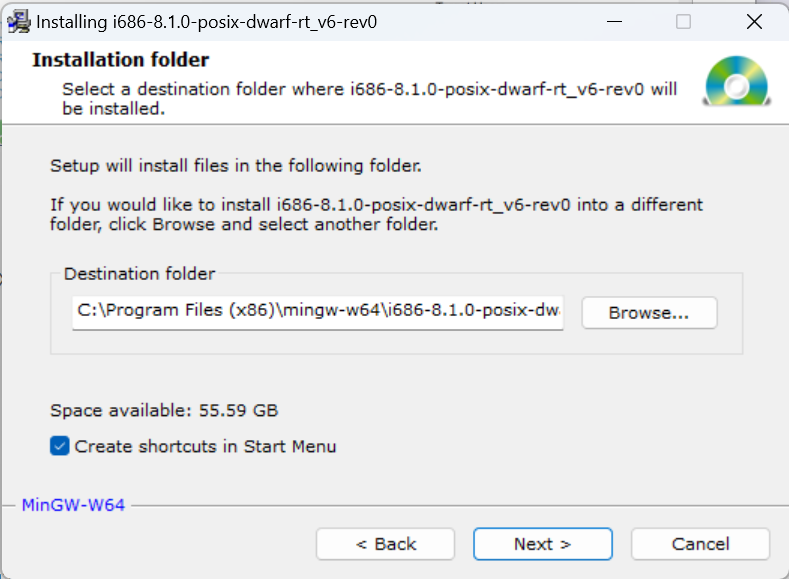 Installing i686-8.1.0-posix-dwarf-rt_v6-rev0
Installation folder
Select a destination folder where i686-8.1.0-posix-dwarf-rt_v6-rev0 will
be installed.
Setup will install files in the following folder.
If you would like to install i686-8.1.0-posix-dwarf-rt_v6-rev0 into a different
folder, click Browse and select another folder.
Destination folder
C:\Program Files (x86)\mingw-w64\i686-8.1.0-posix-dw
Browse...
Space available: 55.59 GB
Create shortcuts in Start Menu
MinGW-W64
< Back
Next >
Cancel